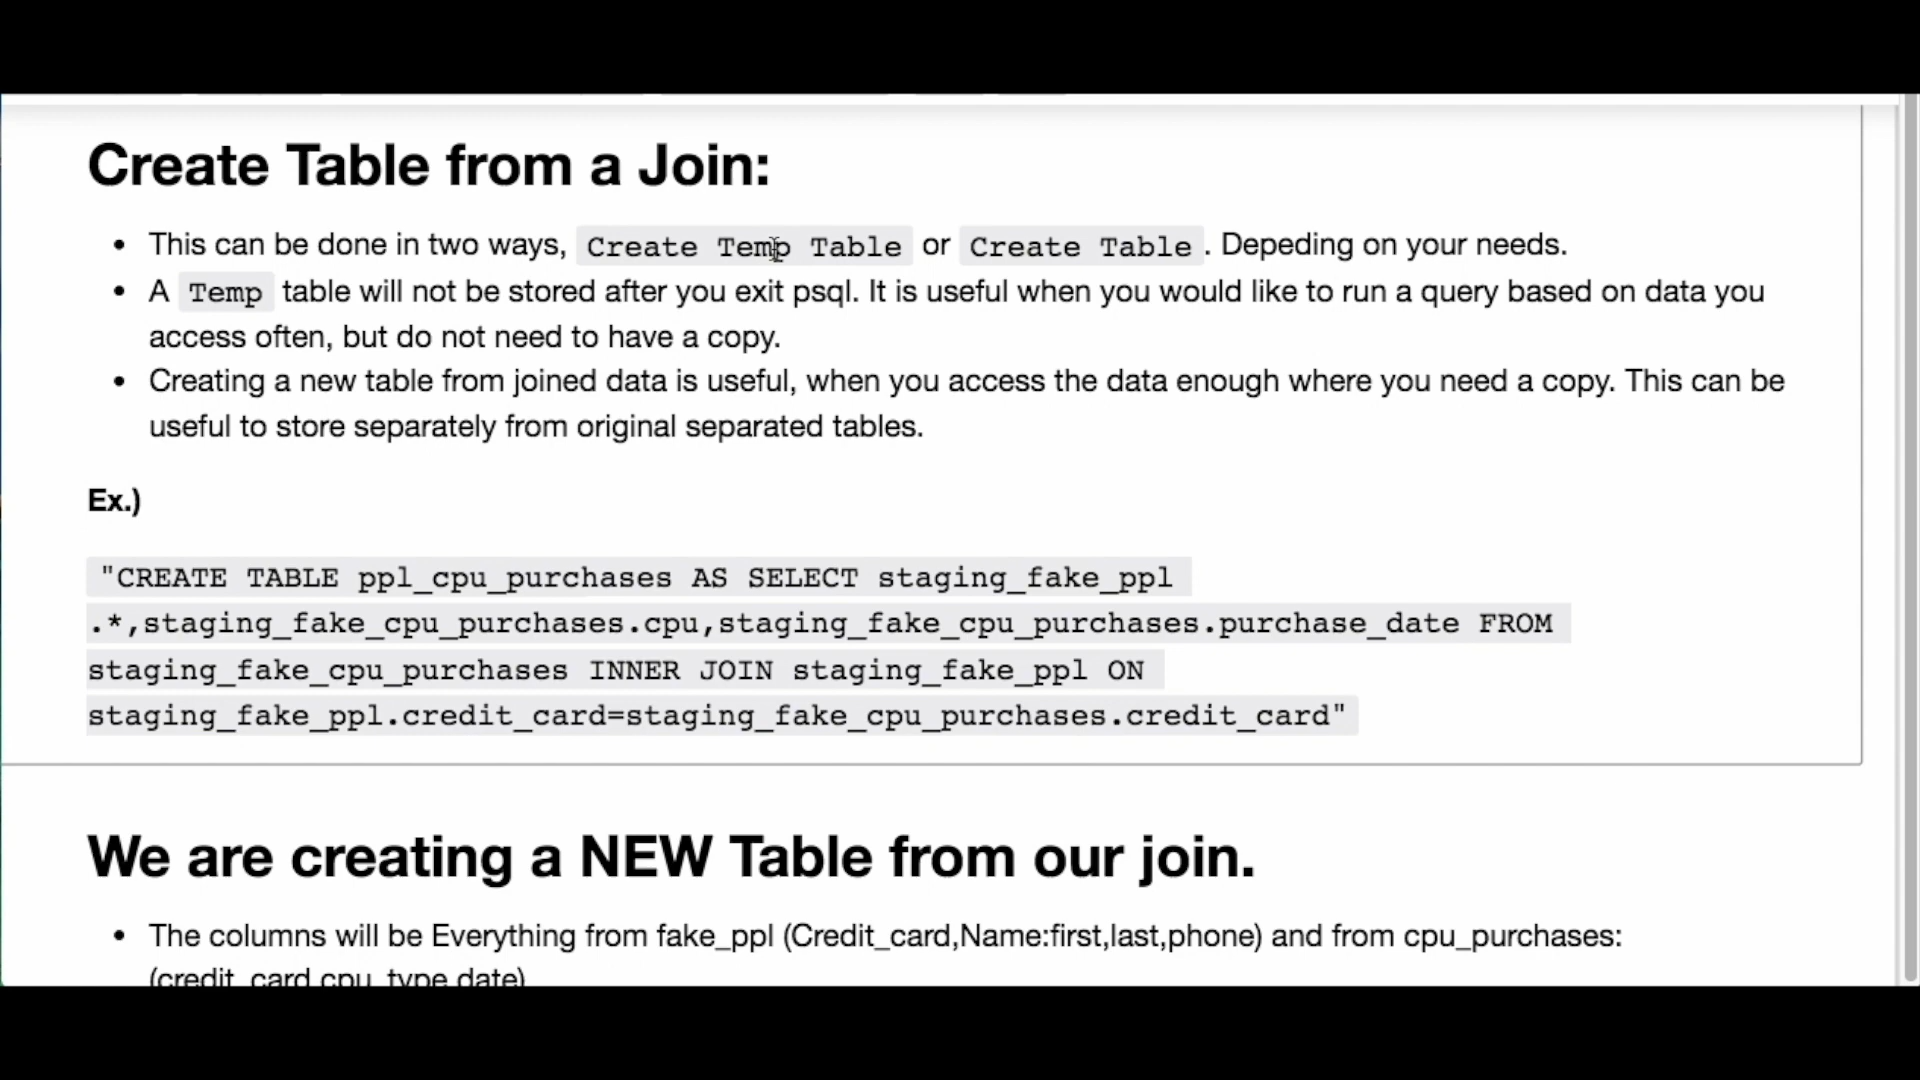 Create Table from a Join:
• This can be done in two ways, Create Temp Table or Create Table . Depeding on your needs.
• A Temp table will not be stored after you exit psql. It is useful when you would like to run a query based on data you
access often, but do not need to have a copy.
• Creating a new table from joined data is useful, when you access the data enough where you need a copy. This can be
useful to store separately from original separated tables.
Ex.)
"CREATE TABLE ppl_cpu_purchases AS SELECT staging_fake_ppl
.*,staging_fake_cpu_purchases.cpu,staging_fake_cpu_purchases.purchase_date FROM
staging_fake_cpu_purchases INNER JOIN staging_fake_ppl ON
staging_fake_ppl.credit_card=staging_fake_cpu_purchases.credit_card"
We are creating a NEW Table from our join.
• The columns will be Everything from fake_ppl (Credit_card,Name:first,last,phone) and from cpu_purchases:
(credit_card,cpu_type,date)